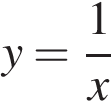 y = 1/x